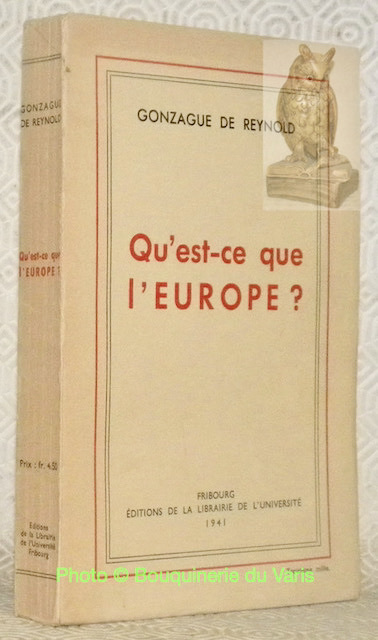 GONZAGUE DE REYNOLD
Qu'est-ce que
l'EUROPE ?
FRIBOURG
ÉDITIONS DE LA LIBRAIRIE DE L'UNIVERSITÉ
1941
mille.
GONZAGUE
DE REYNOLD
Qu'est-ce que
l'EUROPE ?
Prix : fr. 4.50
Editions
de la Librairie
de l'Université
Fribourg
Photo © Bouquinerie du Varis